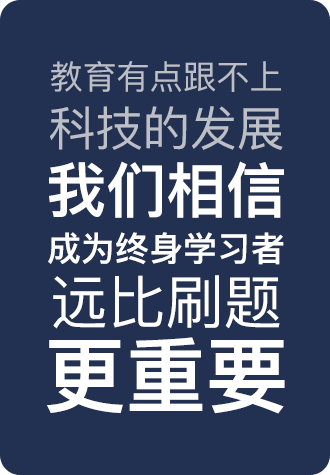 教育有点跟不上
科技的发展
我们相信
成为终身学习者
远比刷题
更重要